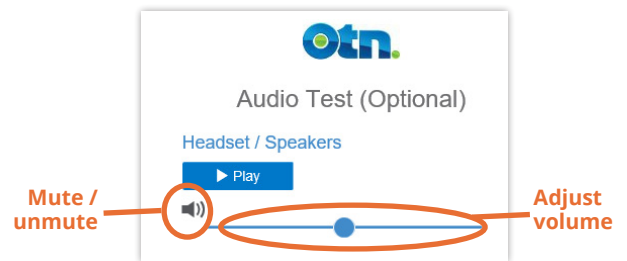 otn.
Audio Test (Optional)
Headset / Speakers
Play
Mute /
unmute
Adjust
volume